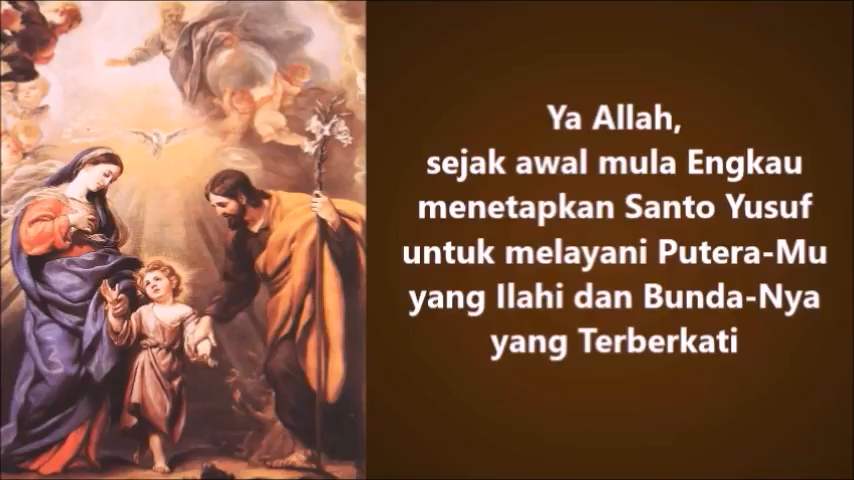 Ya Allah,
sejak awal mula Engkau
menetapkan Santo Yusuf
untuk melayani Putera-Mu
yang Ilahi dan Bunda-Nya
yang Terberkati